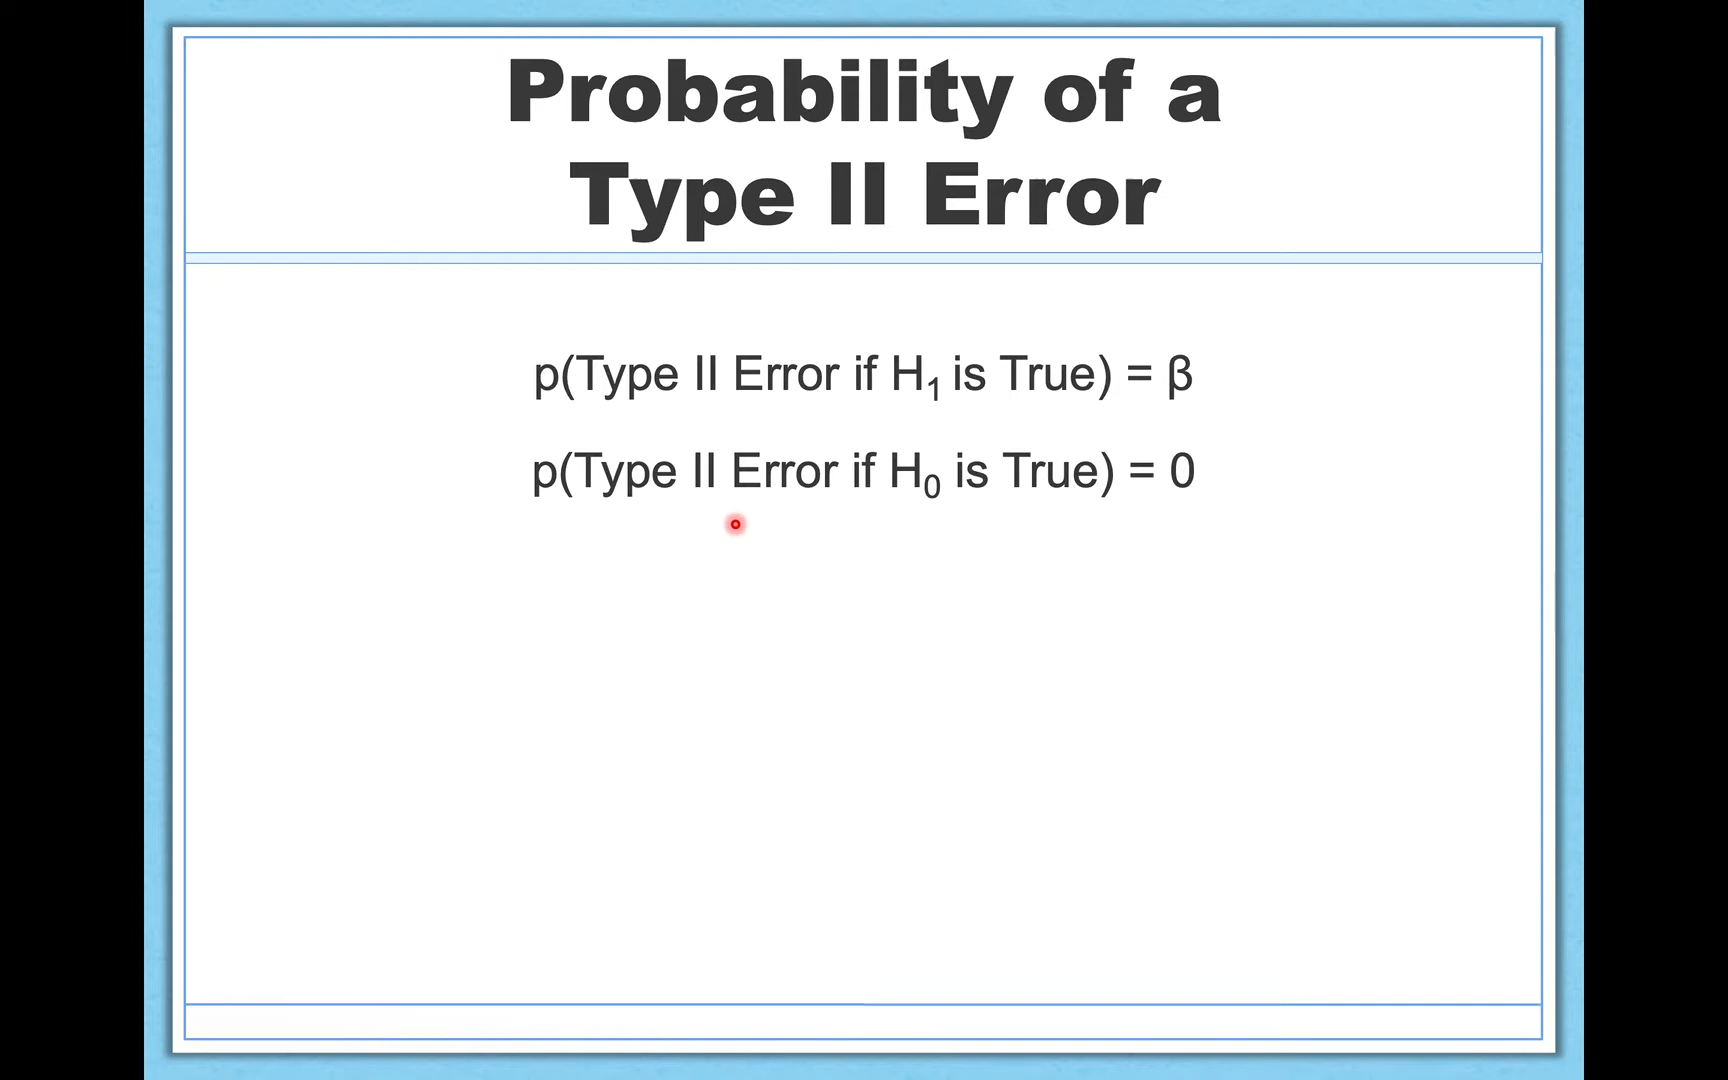 Probability of a
Type II Error
p(Type II Error if H₁ is True) = β
p(Type II Error if H₀ is True) = 0